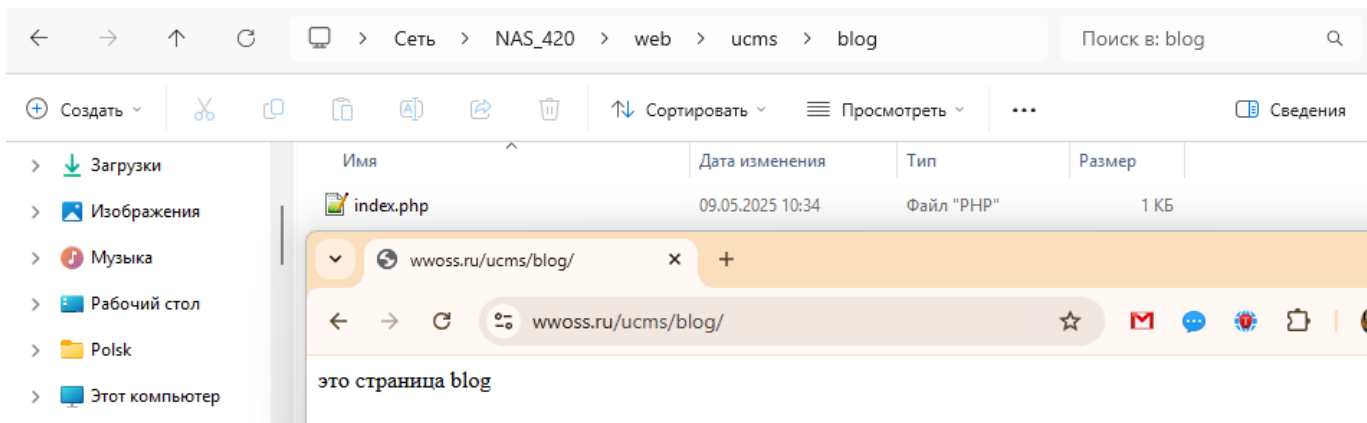 Сеть > NAS_420 > web > ucms > blog
Поиск в: blog
Создать
Сортировать
Просмотреть
Сведения
Загрузки
Изображения
Музыка
Рабочий стол
Polsk
Этот компьютер
Имя
Дата изменения
Тип
Размер
index.php
09.05.2025 10:34
Файл "PHP"
1 КБ
wwoss.ru/ucms/blog/
wwoss.ru/ucms/blog/
это страница blog